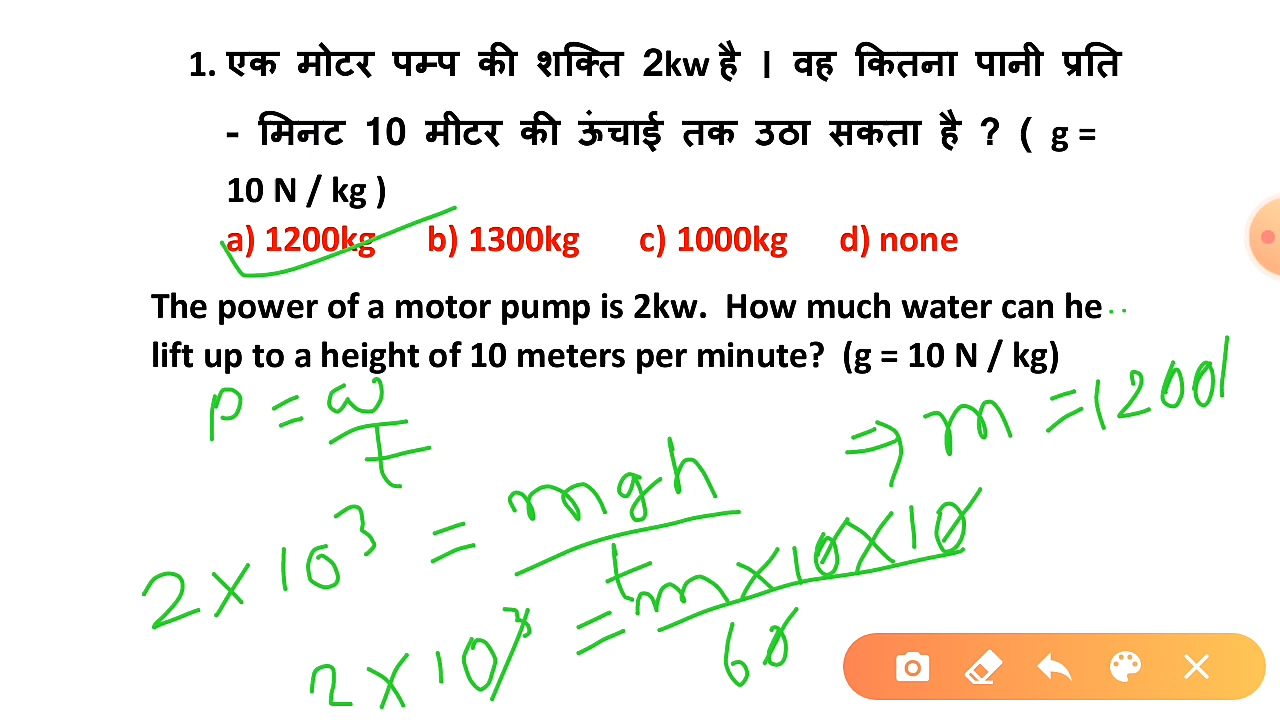 1. एक मोटर पम्प की शक्ति 2kw है । वह कितना पानी प्रति
- मिनट 10 मीटर की ऊंचाई तक उठा सकता है ? ( g =
10 N / kg )
a) 1200kg b) 1300kg c) 1000kg d) none
The power of a motor pump is 2kw. How much water can he
lift up to a height of 10 meters per minute? (g = 10 N / kg)
P = w/t
⇒ m = 1200
2 × 10³ = mgh/t
2 × 10³ = m×10×10/60